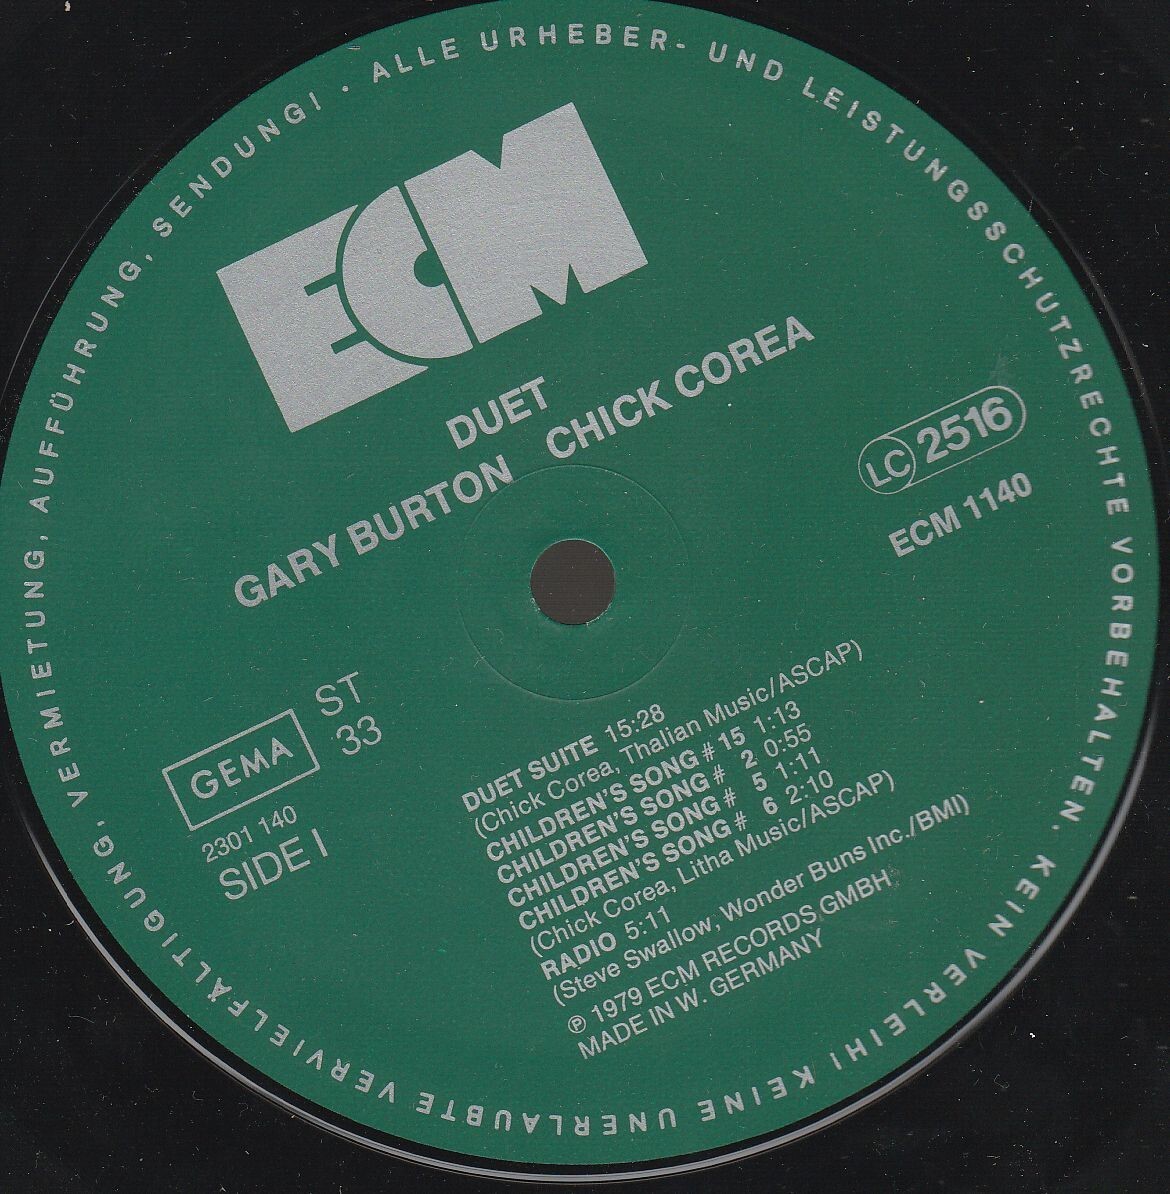 ALLE URHEBER- UND LEISTUNGSSCHUTZRECHTE VORBEHALTEN. KEIN VERLEIH! KEINE UNERLAUBTE VERVIELFÄLTIGUNG, VERMIETUNG, AUFFÜHRUNG, SENDUNG! ·
ECM
DUET
GARY BURTON CHICK COREA
LC 2516
ECM 1140
GEMA
ST
33
2301 140
SIDE I
DUET SUITE 15:28
(Chick Corea, Thalian Music/ASCAP)
CHILDREN'S SONG # 15 1:13
CHILDREN'S SONG # 2 0:55
CHILDREN'S SONG # 5 1:11
CHILDREN'S SONG # 6 2:10
(Chick Corea, Litha Music/ASCAP)
RADIO 5:11
(Steve Swallow, Wonder Buns Inc./BMI)
℗ 1979 ECM RECORDS GMBH
MADE IN W. GERMANY